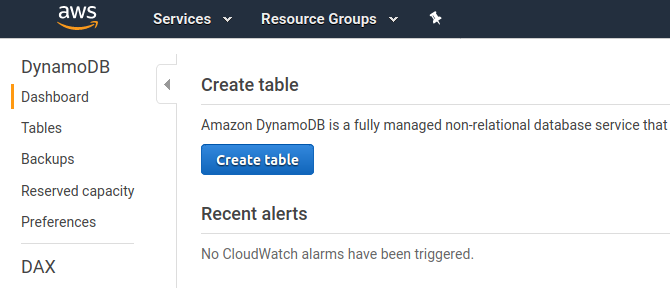 aws
Services
Resource Groups
DynamoDB
Dashboard
Tables
Backups
Reserved capacity
Preferences
DAX
Create table
Amazon DynamoDB is a fully managed non-relational database service that
Create table
Recent alerts
No CloudWatch alarms have been triggered.